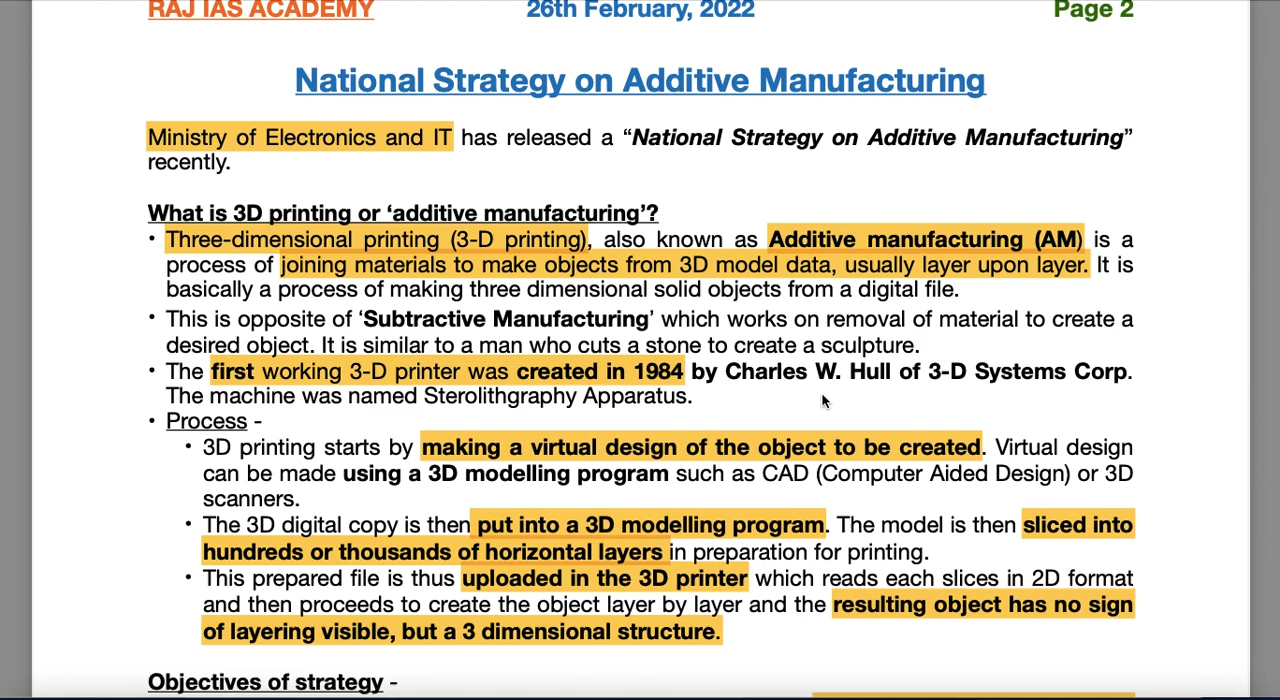 RAJ IAS ACADEMY 26th February, 2022 Page 2
National Strategy on Additive Manufacturing
Ministry of Electronics and IT has released a “National Strategy on Additive Manufacturing”
recently.
What is 3D printing or ‘additive manufacturing’?
• Three-dimensional printing (3-D printing), also known as Additive manufacturing (AM) is a
process of joining materials to make objects from 3D model data, usually layer upon layer. It is
basically a process of making three dimensional solid objects from a digital file.
• This is opposite of ‘Subtractive Manufacturing’ which works on removal of material to create a
desired object. It is similar to a man who cuts a stone to create a sculpture.
• The first working 3-D printer was created in 1984 by Charles W. Hull of 3-D Systems Corp.
The machine was named Sterolithgraphy Apparatus.
• Process -
• 3D printing starts by making a virtual design of the object to be created. Virtual design
can be made using a 3D modelling program such as CAD (Computer Aided Design) or 3D
scanners.
• The 3D digital copy is then put into a 3D modelling program. The model is then sliced into
hundreds or thousands of horizontal layers in preparation for printing.
• This prepared file is thus uploaded in the 3D printer which reads each slices in 2D format
and then proceeds to create the object layer by layer and the resulting object has no sign
of layering visible, but a 3 dimensional structure.
Objectives of strategy -